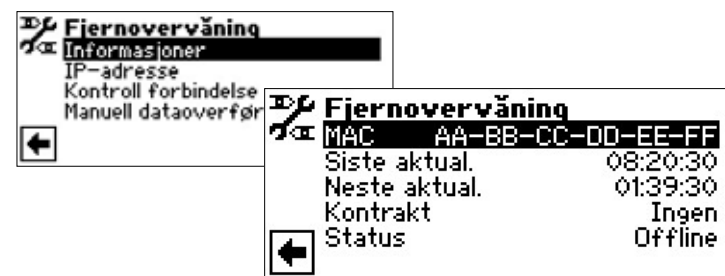 Fjernovervåning
Informasjoner
IP-adresse
Kontroll forbindelse
Manuell dataoverfør
Fjernovervåning
MAC AA-BB-CC-DD-EE-FF
Siste aktual. 08:20:30
Neste aktual. 01:39:30
Kontrakt Ingen
Status Offline